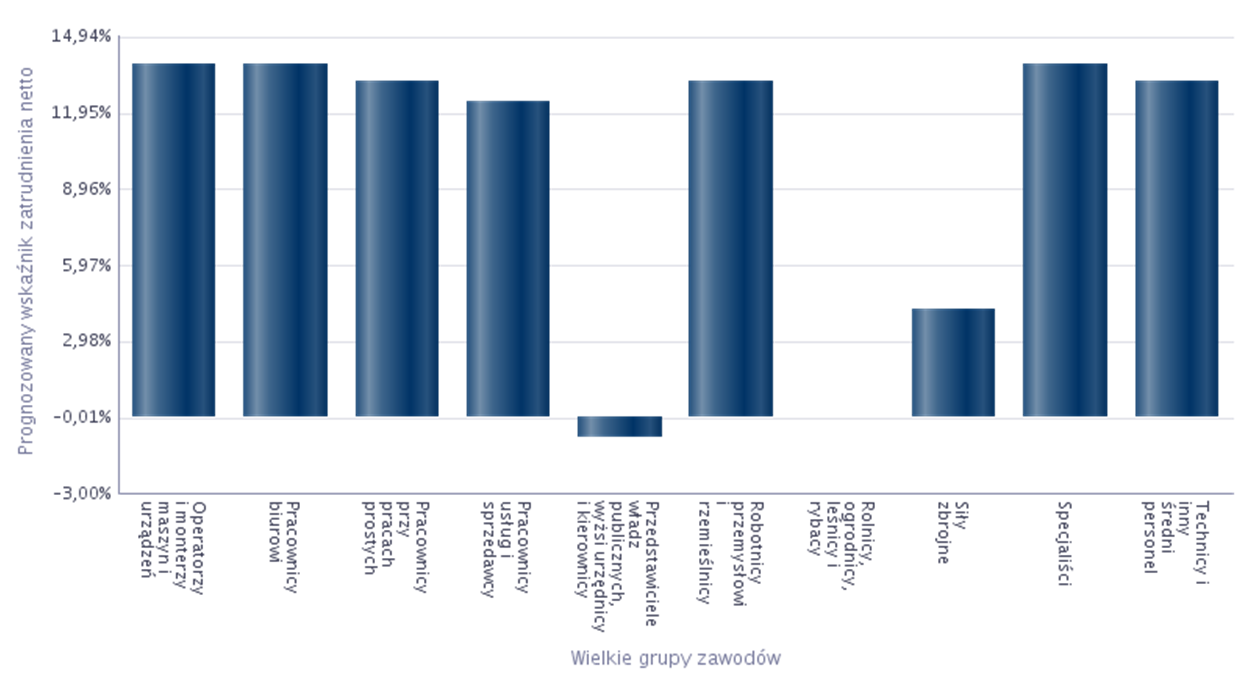 Prognozowany wskaźnik zatrudnienia netto
14,94%
11,95%
8,96%
5,97%
2,98%
-0,01%
-3,00%
Operatorzy
i monterzy
maszyn i
urządzeń
Pracownicy
biurowi
Pracownicy
przy
pracach
prostych
Pracownicy
usług i
sprzedawcy
Przedstawiciele
władz
publicznych,
wyżsi urzędnicy
i kierownicy
Robotnicy
przemysłowi
i
rzemieślnicy
Rolnicy,
ogrodnicy,
leśnicy i
rybacy
Siły
zbrojne
Specjaliści
Technicy i
inny
średni
personel
Wielkie grupy zawodów